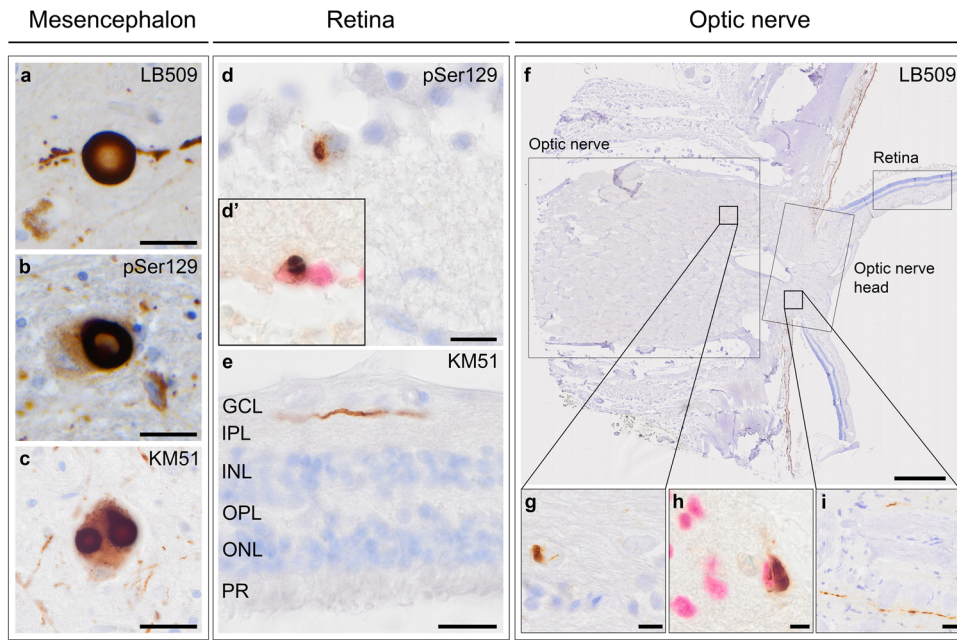 Mesencephalon
Retina
Optic nerve
a
LB509
b
pSer129
c
KM51
d
pSer129
d'
e
KM51
GCL
IPL
INL
OPL
ONL
PR
f
LB509
Optic nerve
Retina
Optic nerve
head
g
h
i